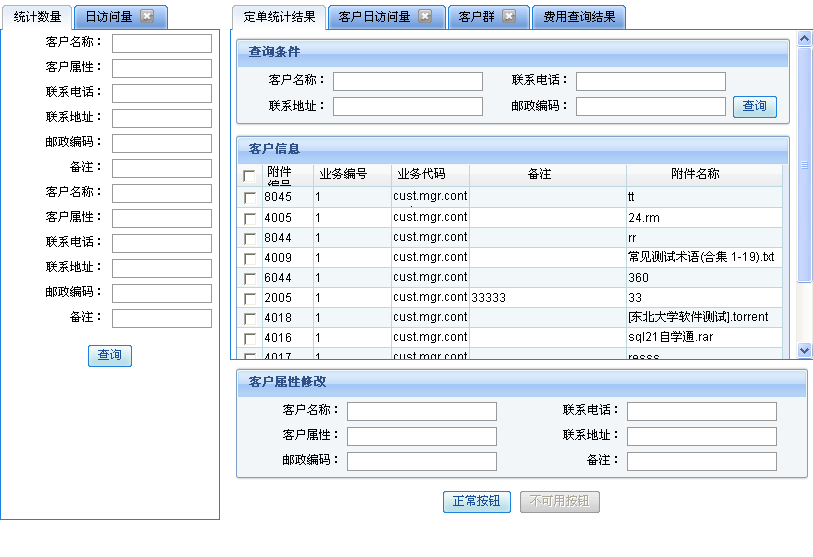 统计数量 日访问量
客户名称：
客户属性：
联系电话：
联系地址：
邮政编码：
备注：
客户名称：
客户属性：
联系电话：
联系地址：
邮政编码：
备注：
查询
定单统计结果 客户日访问量 客户群 费用查询结果
查询条件
客户名称： 联系电话：
联系地址： 邮政编码： 查询
客户信息
附件编号 业务编号 业务代码 备注 附件名称
8045 1 cust.mgr.cont tt
4005 1 cust.mgr.cont 24.rm
8044 1 cust.mgr.cont rr
4009 1 cust.mgr.cont 常见测试术语(合集 1-19).txt
6044 1 cust.mgr.cont 360
2005 1 cust.mgr.cont 33333 33
4018 1 cust.mgr.cont [东北大学软件测试].torrent
4016 1 cust.mgr.cont sql21自学通.rar
4017 1 cust.mgr.cont resss
客户属性修改
客户名称： 联系电话：
客户属性： 联系地址：
邮政编码： 备注：
正常按钮 不可用按钮